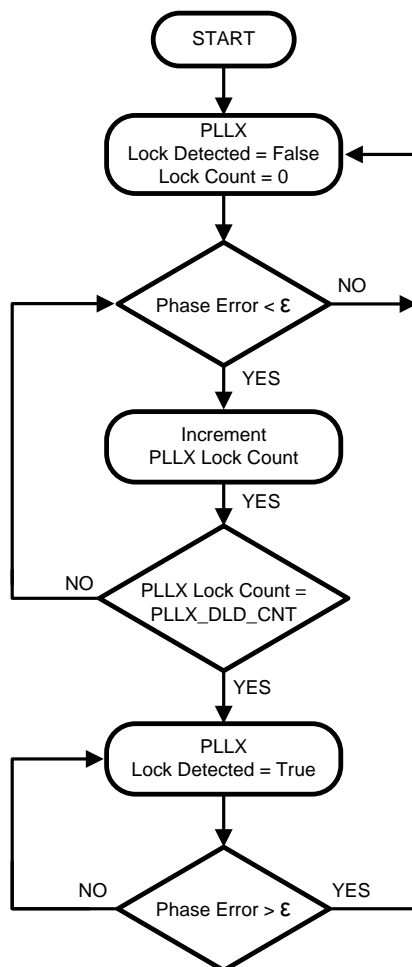 START
PLLX
Lock Detected = False
Lock Count = 0
Phase Error < ε
NO
YES
Increment
PLLX Lock Count
YES
NO
PLLX Lock Count =
PLLX_DLD_CNT
YES
PLLX
Lock Detected = True
NO
YES
Phase Error > ε